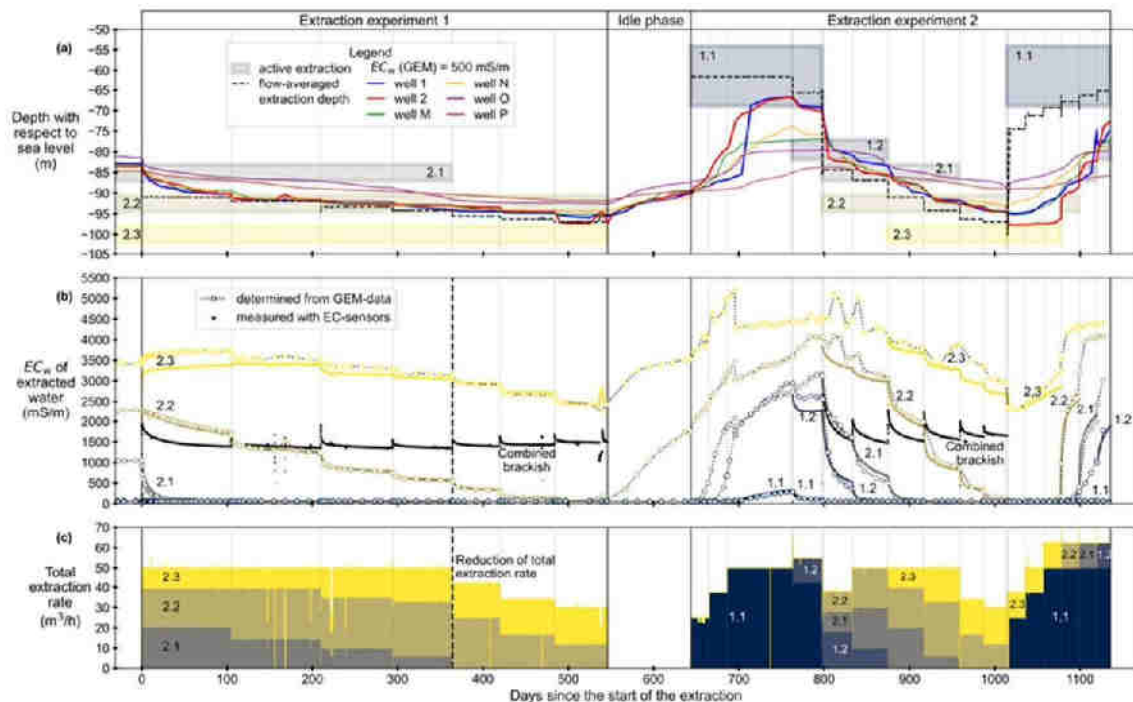 Extraction experiment 1
Idle phase
Extraction experiment 2
(a)
Depth with
respect to
sea level
(m)
−50
−55
−60
−65
−70
−75
−80
−85
−90
−95
−100
−105
Legend
active extraction
flow-averaged
extraction depth
ECw (GEM) = 500 mS/m
well 1
well 2
well M
well N
well O
well P
2.1
2.2
2.3
1.1
1.2
2.1
2.2
2.3
1.1
(b)
ECw of
extracted
water
(mS/m)
5500
5000
4500
4000
3500
3000
2500
2000
1500
1000
500
0
determined from GEM-data
measured with EC-sensors
2.3
2.2
2.1
Combined
brackish
1.2
1.1
1.1
2.1
1.2
2.3
2.2
Combined
brackish
2.3
2.2
2.1
1.2
1.1
(c)
Total
extraction
rate
(m³/h)
70
60
50
40
30
20
10
0
2.3
2.2
2.1
Reduction of total
extraction rate
1.1
1.2
2.2
2.1
1.2
2.3
2.2
2.1
1.2
2.3
1.1
2.2
2.1
1.2
0
100
200
300
400
500
600
700
800
900
1000
1100
Days since the start of the extraction